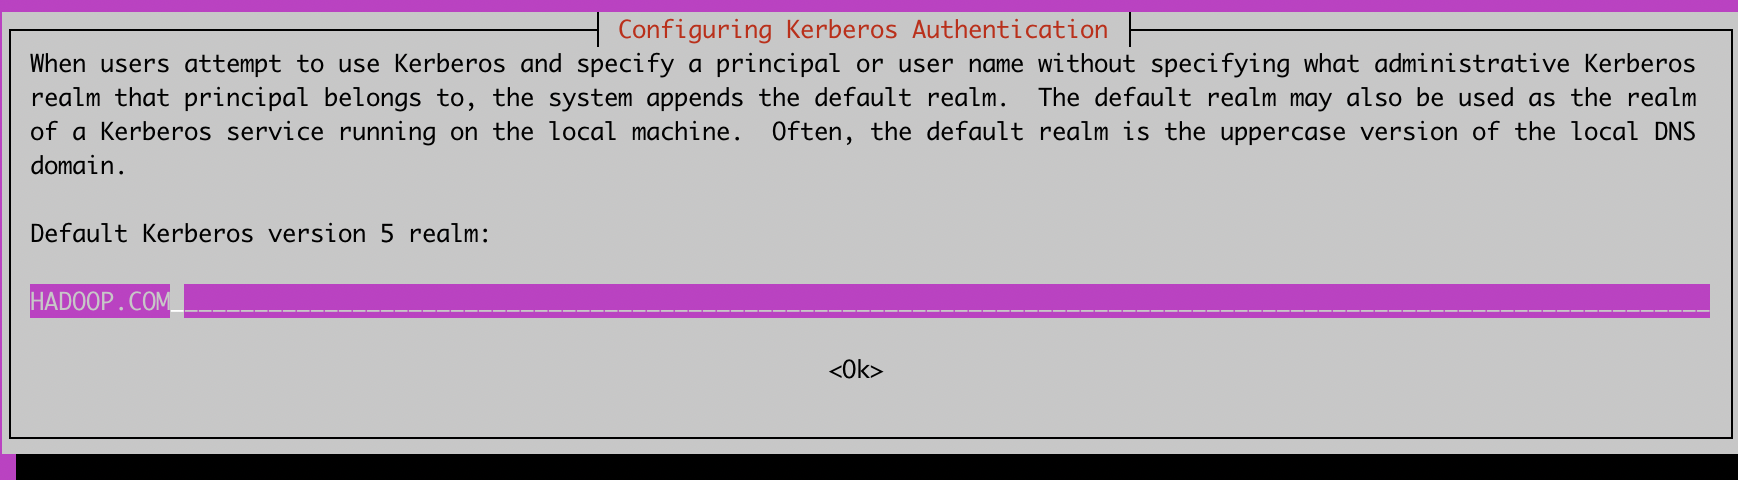 Configuring Kerberos Authentication
When users attempt to use Kerberos and specify a principal or user name without specifying what administrative Kerberos
realm that principal belongs to, the system appends the default realm.  The default realm may also be used as the realm
of a Kerberos service running on the local machine.  Often, the default realm is the uppercase version of the local DNS
domain.
Default Kerberos version 5 realm:
HADOOP.COM
<Ok>